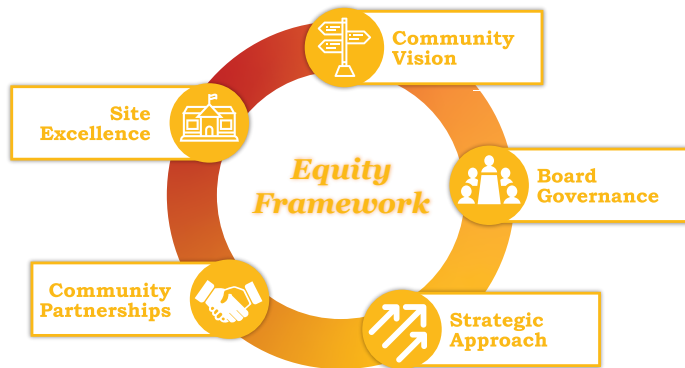 Community
Vision
Site
Excellence
Equity
Framework
Board
Governance
Community
Partnerships
Strategic
Approach